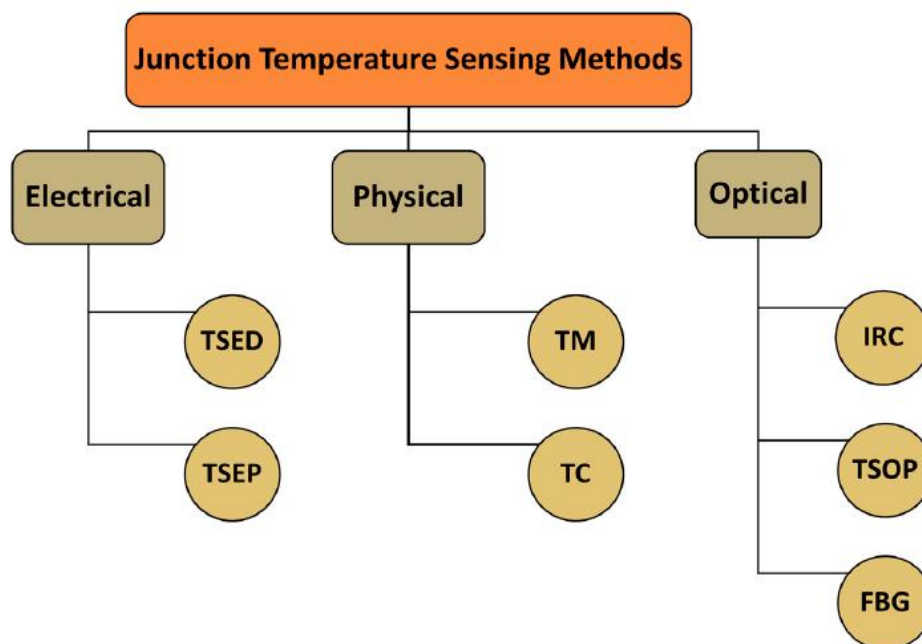 Junction Temperature Sensing Methods
Electrical
Physical
Optical
TSED
TM
IRC
TSEP
TC
TSOP
FBG